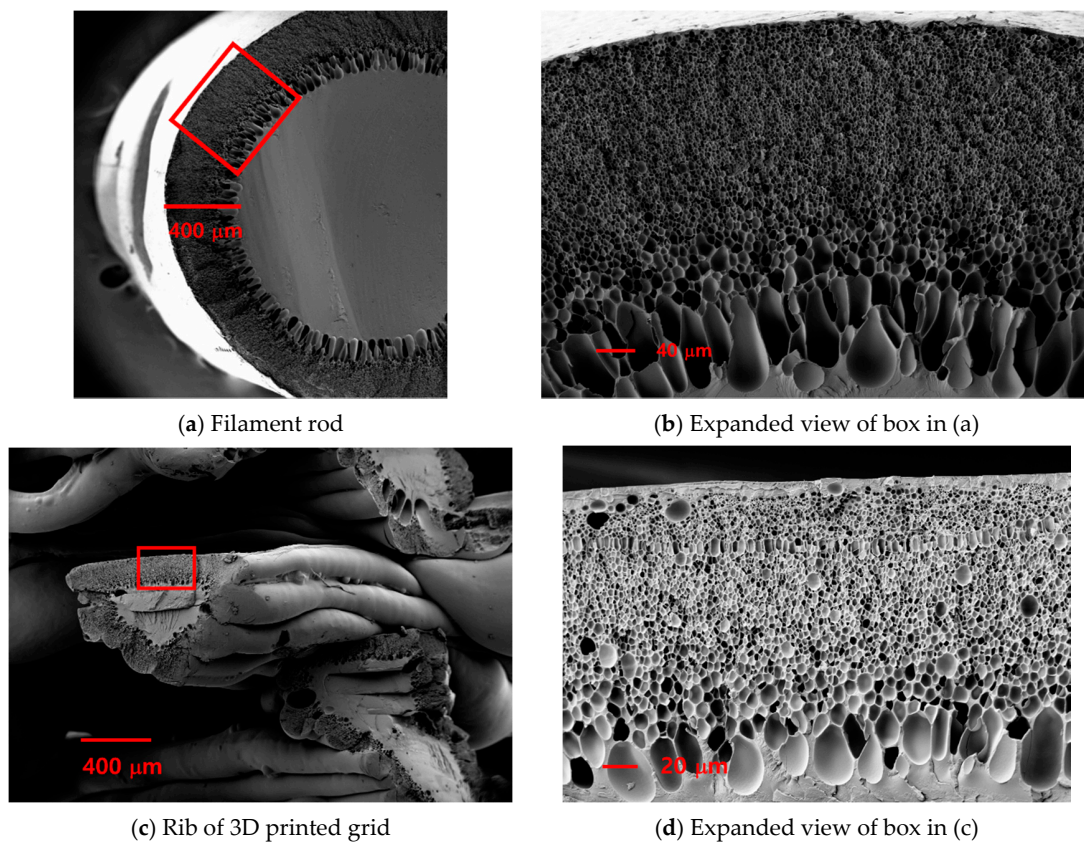 400 μm
40 μm
(a) Filament rod
(b) Expanded view of box in (a)
400 μm
20 μm
(c) Rib of 3D printed grid
(d) Expanded view of box in (c)